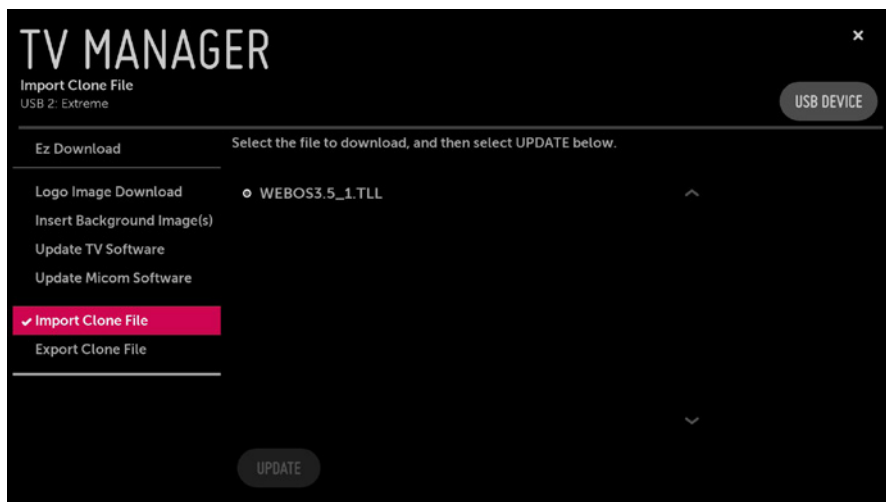 TV MANAGER
×
Import Clone File
USB 2: Extreme
USB DEVICE
Ez Download
Select the file to download, and then select UPDATE below.
Logo Image Download
WEBOS3.5_1.TLL
Insert Background Image(s)
Update TV Software
Update Micom Software
Import Clone File
Export Clone File
UPDATE